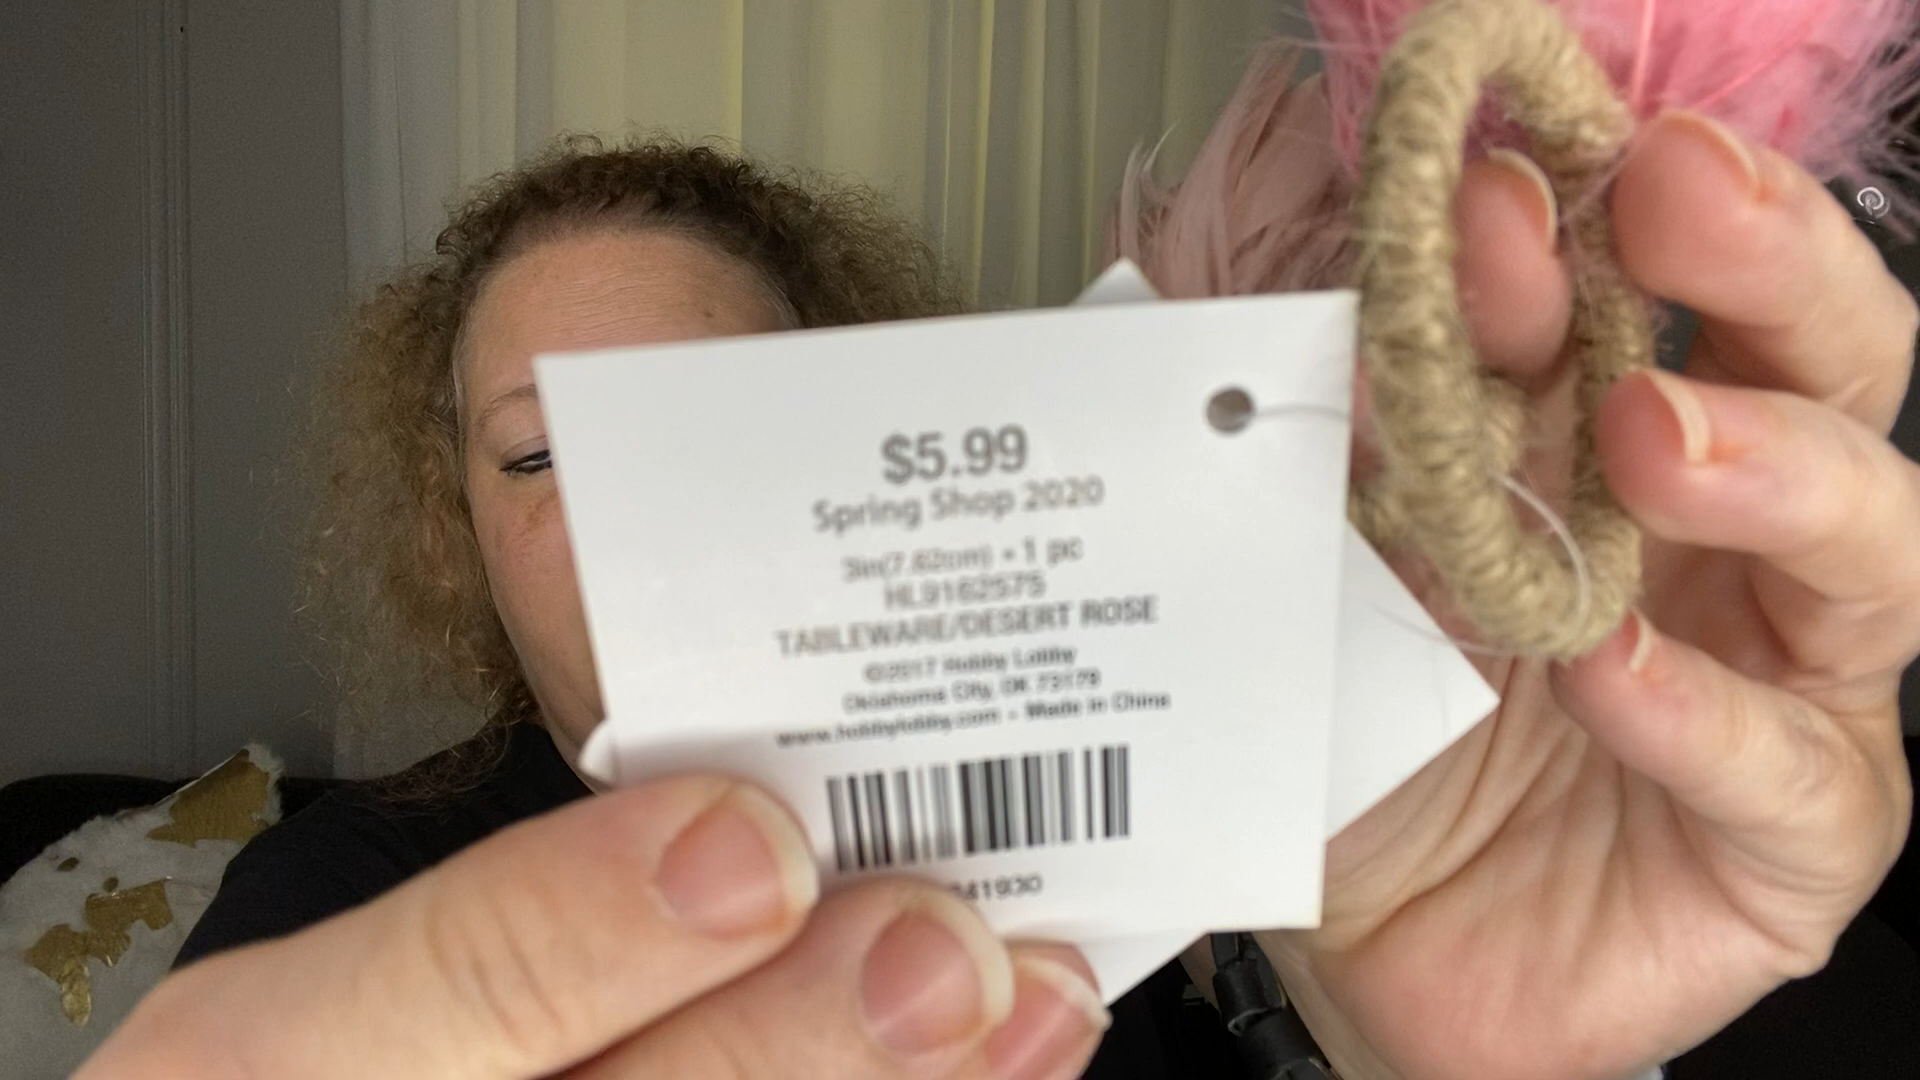 $5.99
Spring Shop 2020
3in(7.62cm) • 1 pc
HL9162575
TABLEWARE/DESERT ROSE
©2017 Hobby Lobby
Oklahoma City, OK 73179
www.hobbylobby.com - Made in China
41930